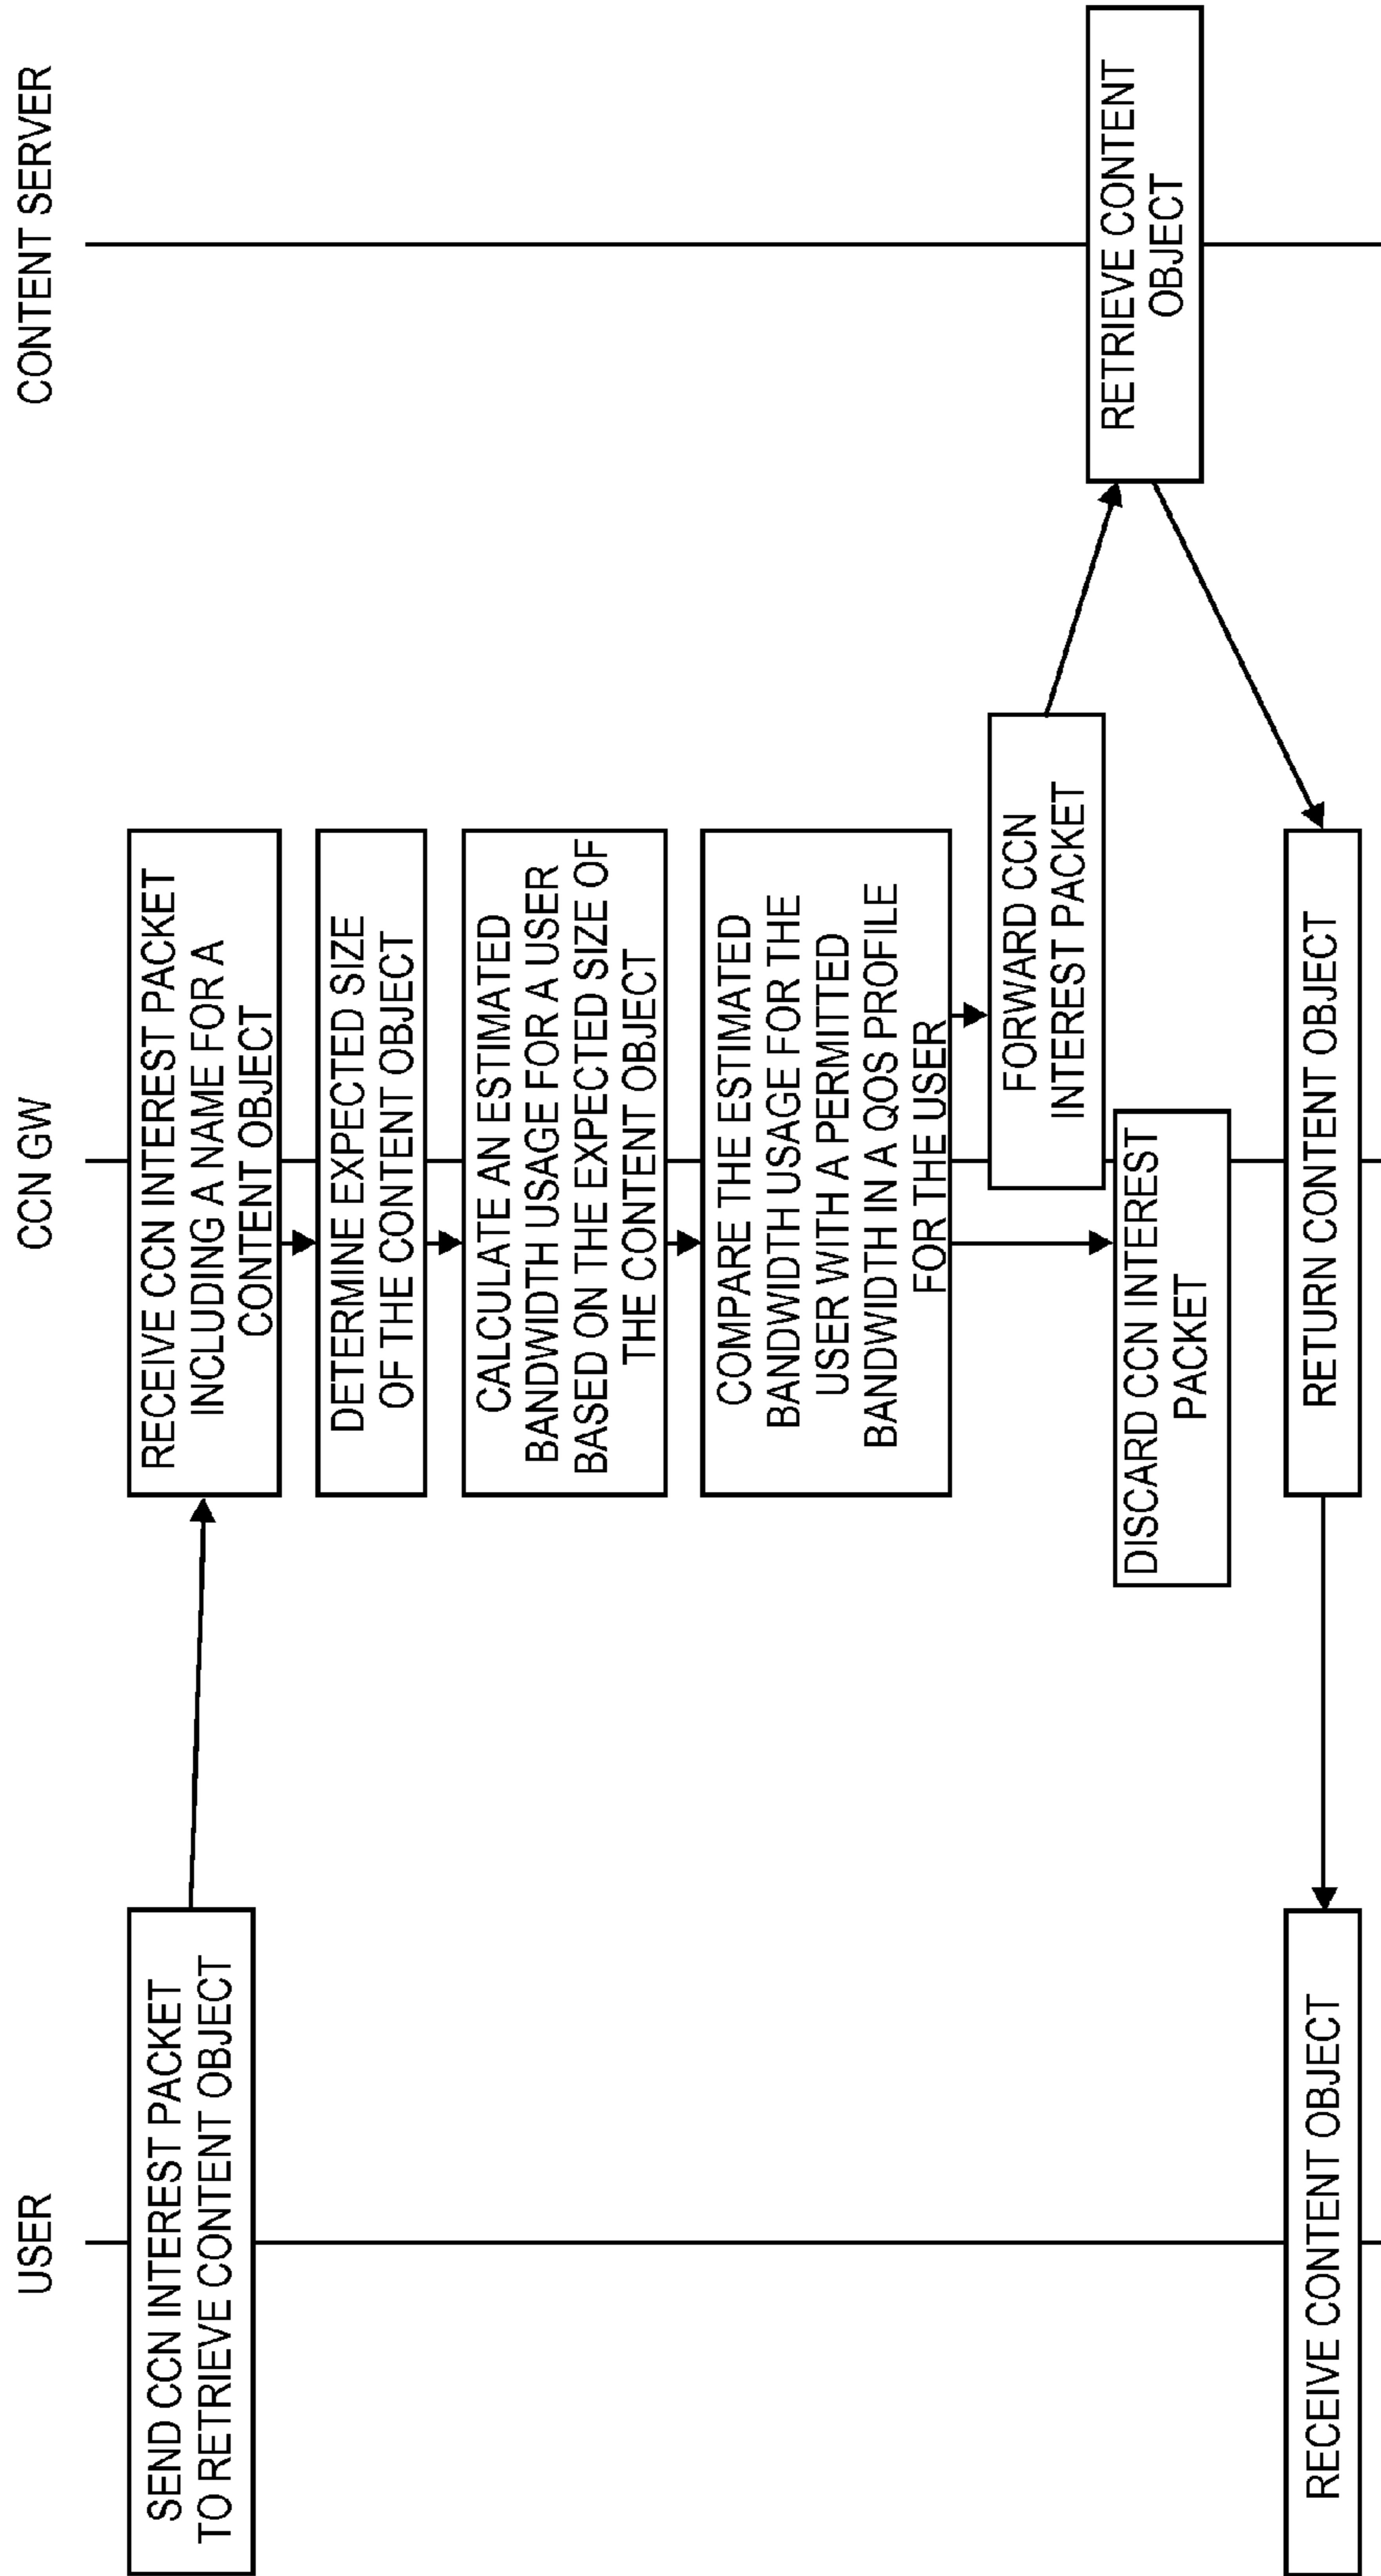 USER
CCN GW
CONTENT SERVER
SEND CCN INTEREST PACKET
TO RETRIEVE CONTENT OBJECT
RECEIVE CCN INTEREST PACKET
INCLUDING A NAME FOR A
CONTENT OBJECT
DETERMINE EXPECTED SIZE
OF THE CONTENT OBJECT
CALCULATE AN ESTIMATED
BANDWIDTH USAGE FOR A USER
BASED ON THE EXPECTED SIZE OF
THE CONTENT OBJECT
COMPARE THE ESTIMATED
BANDWIDTH USAGE FOR THE
USER WITH A PERMITTED
BANDWIDTH IN A QOS PROFILE
FOR THE USER
FORWARD CCN
INTEREST PACKET
RETRIEVE CONTENT
OBJECT
DISCARD CCN INTEREST
PACKET
RETURN CONTENT OBJECT
RECEIVE CONTENT OBJECT